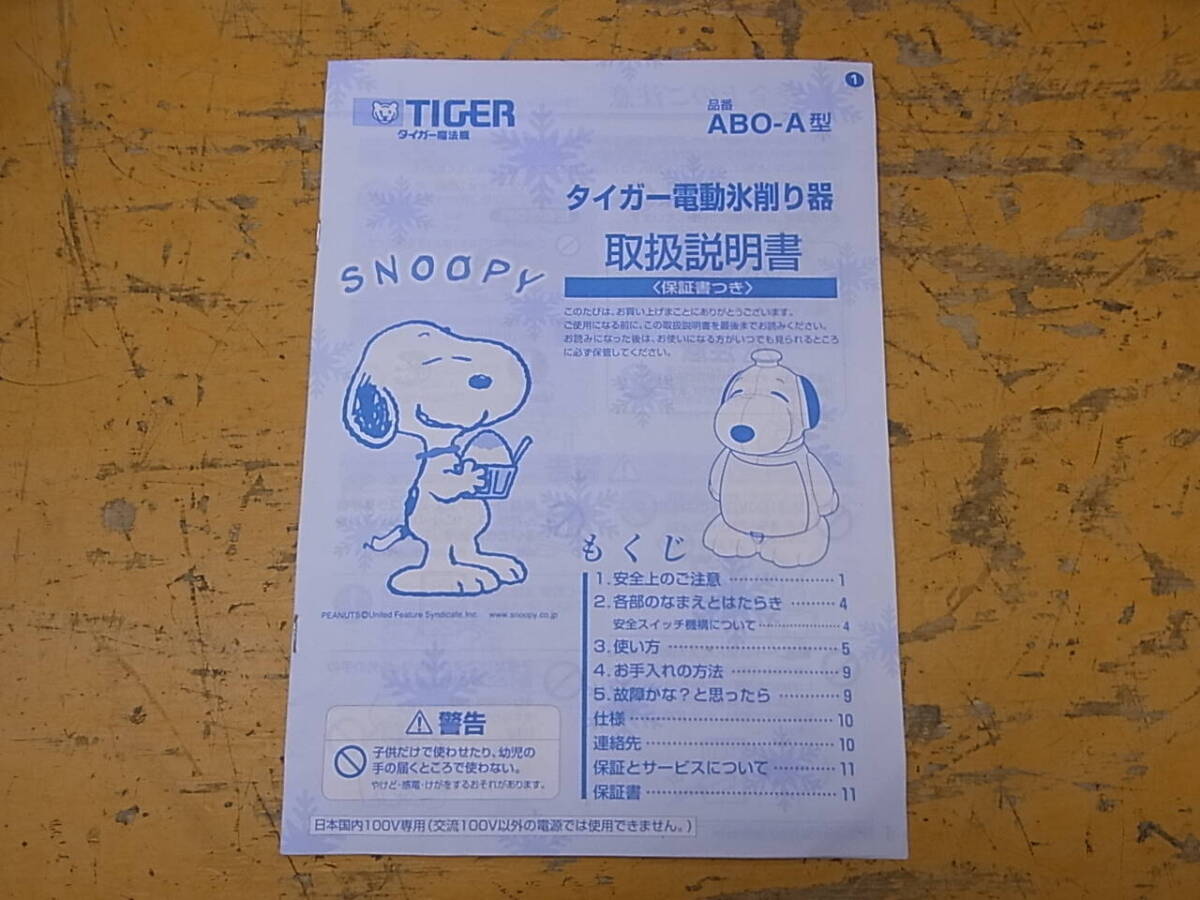 1
TIGER
タイガー魔法瓶
品番
ABO-A型
タイガー電動氷削り器
取扱説明書
〈保証書つき〉
SNOOPY
このたびは、お買い上げまことにありがとうございます。
ご使用になる前に、この取扱説明書を最後までお読みください。
お読みになった後は、お使いになる方がいつでも見られるところ
に必ず保管してください。
PEANUTS©United Feature Syndicate,Inc. www.snoopy.co.jp
もくじ
1.安全上のご注意 ……………… 1
2.各部のなまえとはたらき ……… 4
安全スイッチ機構について ……………… 4
3.使い方 ……………………… 5
4.お手入れの方法 ……………… 9
5.故障かな?と思ったら ………… 9
仕様 ……………………… 10
連絡先 ……………………… 10
保証とサービスについて ………… 11
保証書 ……………………… 11
警告
子供だけで使わせたり、幼児の
手の届くところで使わない。
やけど・感電・けがをするおそれがあります。
日本国内100V専用(交流100V以外の電源では使用できません。)